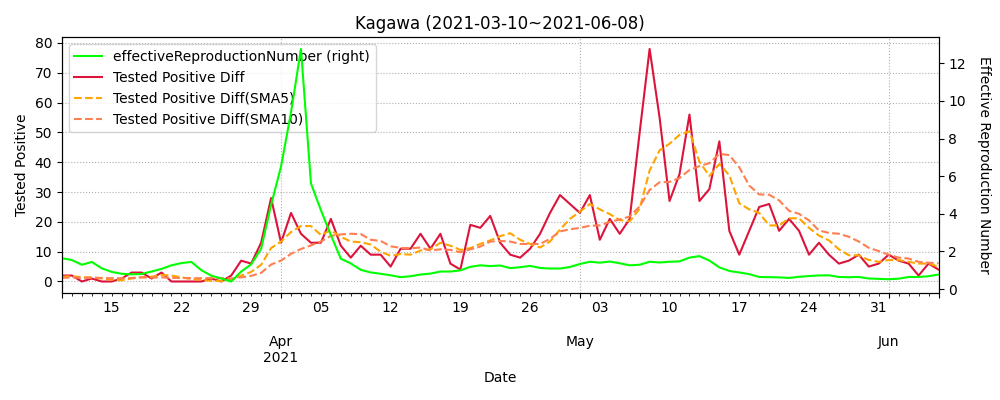 Kagawa (2021-03-10~2021-06-08)
effectiveReproductionNumber (right)
Tested Positive Diff
Tested Positive Diff(SMA5)
Tested Positive Diff(SMA10)
Tested Positive
80
70
60
50
40
30
20
10
0
Effective Reproduction Number
12
10
8
6
4
2
0
15 22 29 05 12 19 26 03 10 17 24 31
Apr May Jun
2021
Date